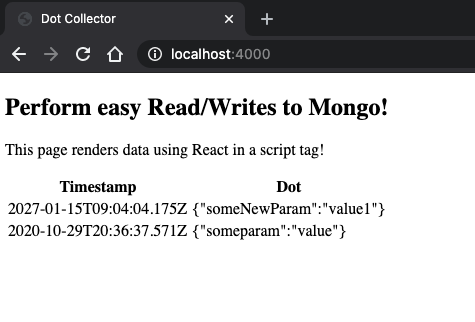 Dot Collector
localhost:4000
Perform easy Read/Writes to Mongo!
This page renders data using React in a script tag!
Timestamp Dot
2027-01-15T09:04:04.175Z {"someNewParam":"value1"}
2020-10-29T20:36:37.571Z {"someparam":"value"}